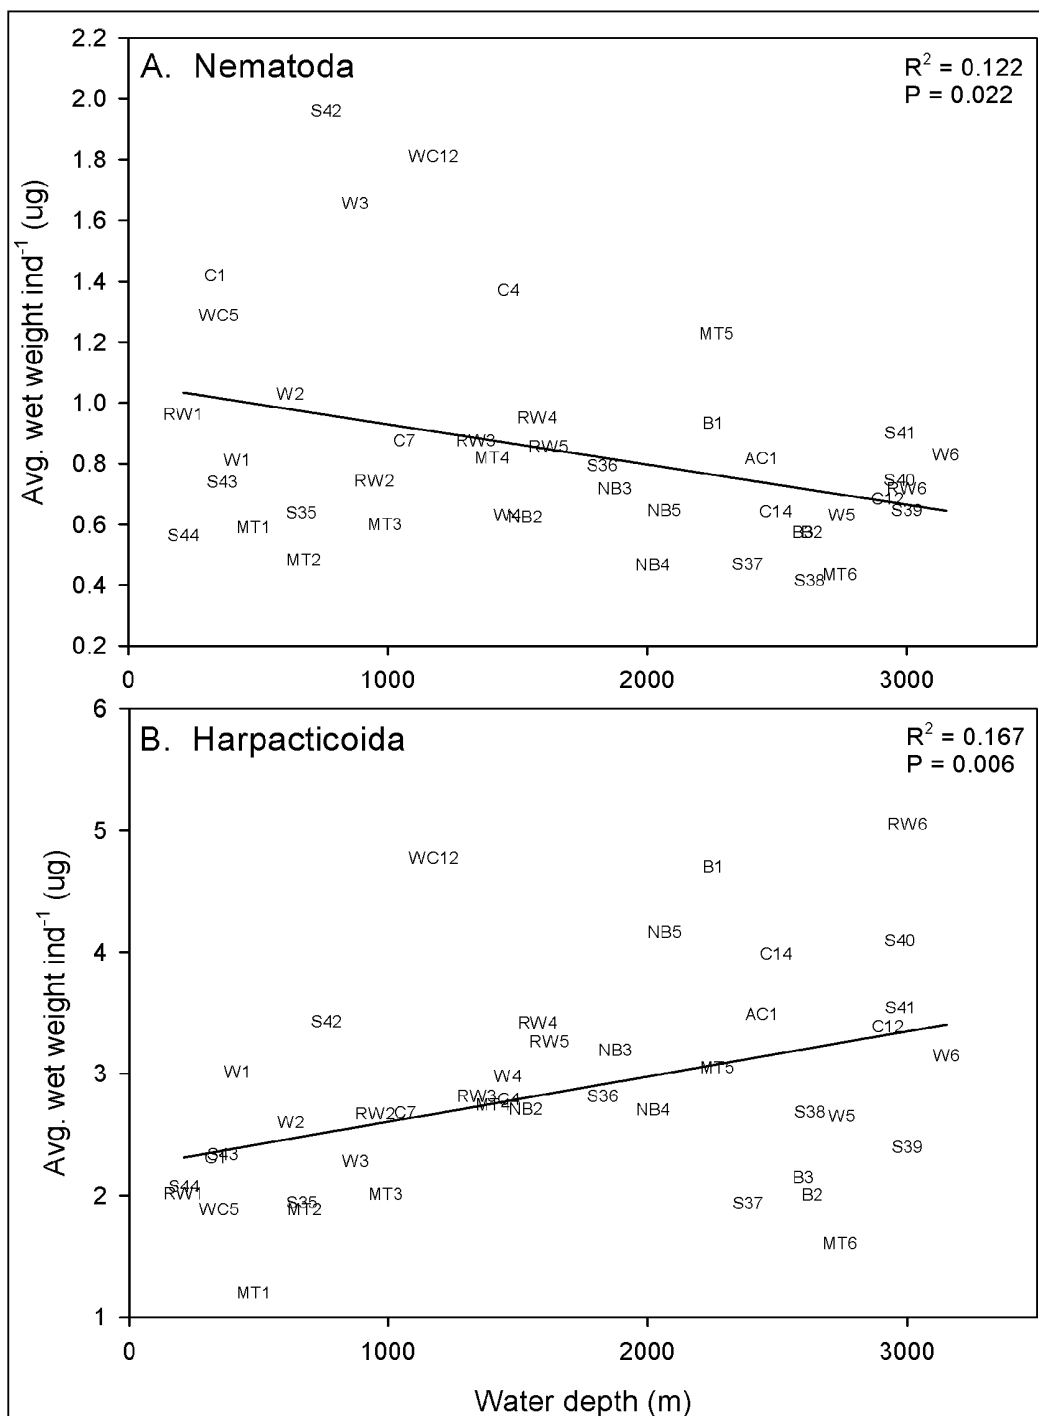 A. Nematoda
R² = 0.122
P = 0.022
Avg. wet weight ind⁻¹ (ug)
2.2
2.0
1.8
1.6
1.4
1.2
1.0
0.8
0.6
0.4
0.2
S42
WC12
W3
C1
C4
WC5
MT5
W2
RW1
RW4
B1
S41
C7
RW3
RW5
W6
W1
MT4
AC1
S36
S43
RW2
NB3
S40
RW6
C12
S35
W4
NB2
NB5
C14
W5
S39
MT1
MT3
S44
B3
B2
MT2
NB4
S37
MT6
S38
0 1000 2000 3000
B. Harpacticoida
R² = 0.167
P = 0.006
Avg. wet weight ind⁻¹ (ug)
6
5
4
3
2
1
RW6
WC12
B1
NB5
S40
C14
S41
AC1
S42
RW4
C12
RW5
NB3
W6
W1
MT5
W4
RW3
C4
S36
MT4
NB2
NB4
S38
W5
RW2
C7
W2
S39
S43
C1
W3
B3
S44
RW1
MT3
B2
S35
MT2
WC5
S37
MT6
MT1
0 1000 2000 3000
Water depth (m)